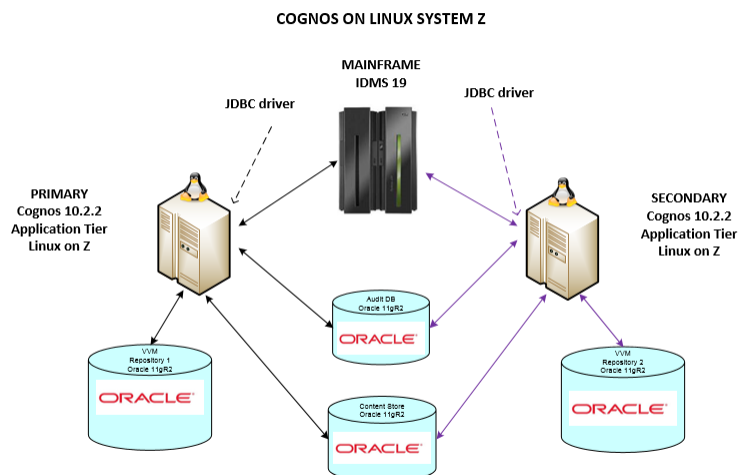 COGNOS ON LINUX SYSTEM Z
MAINFRAME
IDMS 19
JDBC driver
JDBC driver
PRIMARY
Cognos 10.2.2
Application Tier
Linux on Z
SECONDARY
Cognos 10.2.2
Application Tier
Linux on Z
Audit DB
Oracle 11gR2
ORACLE
VVM
Repository 1
Oracle 11gR2
ORACLE
VVM
Repository 2
Oracle 11gR2
ORACLE
Content Store
Oracle 11gR2
ORACLE